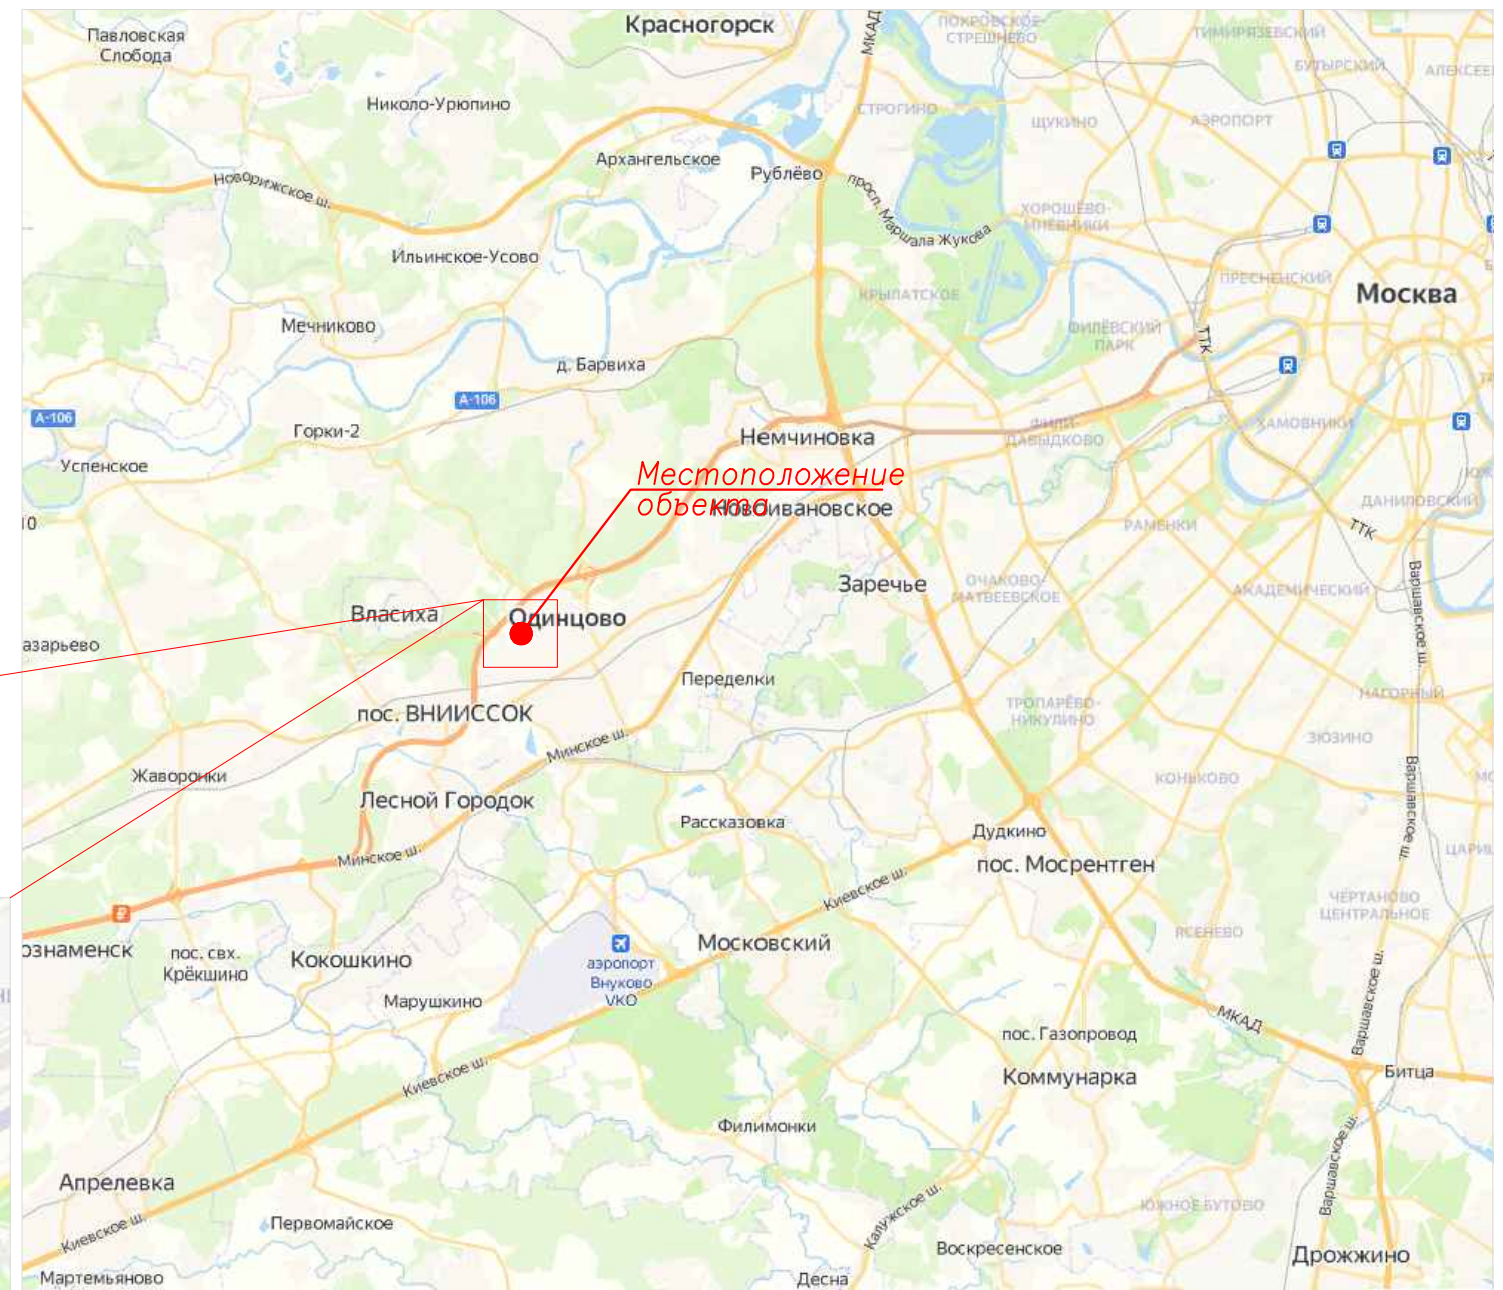 Павловская
Слобода
Красногорск
МКАД
ПОКРОВСКОЕ-
СТРЕШНЕВО
ТИМИРЯЗЕВСКИЙ
БУТЫРСКИЙ
Николо-Урюпино
СТРОГИНО
ЩУКИНО
АЭРОПОРТ
Архангельское
Рублёво
Новорижское ш.
просп. Маршала Жукова
ХОРОШЁВО-
МНЁВНИКИ
Ильинское-Усово
КРЫЛАТСКОЕ
ПРЕСНЕНСКИЙ
Москва
Мечниково
ФИЛЁВСКИЙ
ПАРК
ТТК
д. Барвиха
А-106
А-106
Горки-2
Немчиновка
ФИЛИ-
ДАВЫДКОВО
ХАМОВНИКИ
Успенское
Местоположение
объекта
Новоивановское
ДАНИЛОВСКИЙ
РАМЕНКИ
ТТК
Заречье
ОЧАКОВО-
МАТВЕЕВСКОЕ
АКАДЕМИЧЕСКИЙ
Варшавское ш.
Власиха
Одинцово
азарьево
Переделки
НАГОРНЫЙ
ТРОПАРЁВО-
НИКУЛИНО
пос. ВНИИССОК
Минское ш.
ЗЮЗИНО
Жаворонки
КОНЬКОВО
Варшавское ш.
Лесной Городок
Рассказовка
Дудкино
Минское ш.
пос. Мосрентген
Киевское ш.
ЧЕРТАНОВО
ЦЕНТРАЛЬНОЕ
ЯСЕНЕВО
ознаменск
пос. свх.
Крёкшино
Кокошкино
Московский
аэропорт
Внуково
VKO
Марушкино
МКАД
Варшавское ш.
пос. Газопровод
Киевское ш.
Коммунарка
Битца
Филимонки
Варшавское ш.
Апрелевка
Калужское ш.
ЮЖНОЕ БУТОВО
Киевское ш.
Первомайское
Воскресенское
Дрожжино
Мартемьяново
Десна